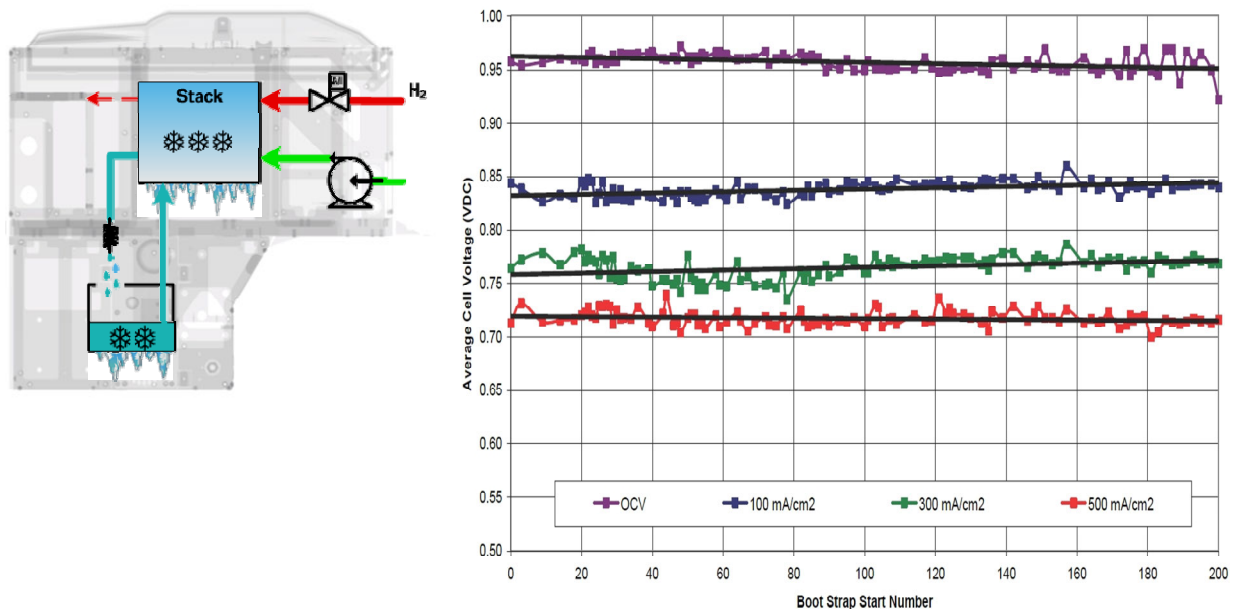 Stack
M
H₂
Average Cell Voltage (VDC)
1.00
0.95
0.90
0.85
0.80
0.75
0.70
0.65
0.60
0.55
0.50
OCV
100 mA/cm2
300 mA/cm2
500 mA/cm2
0 20 40 60 80 100 120 140 160 180 200
Boot Strap Start Number